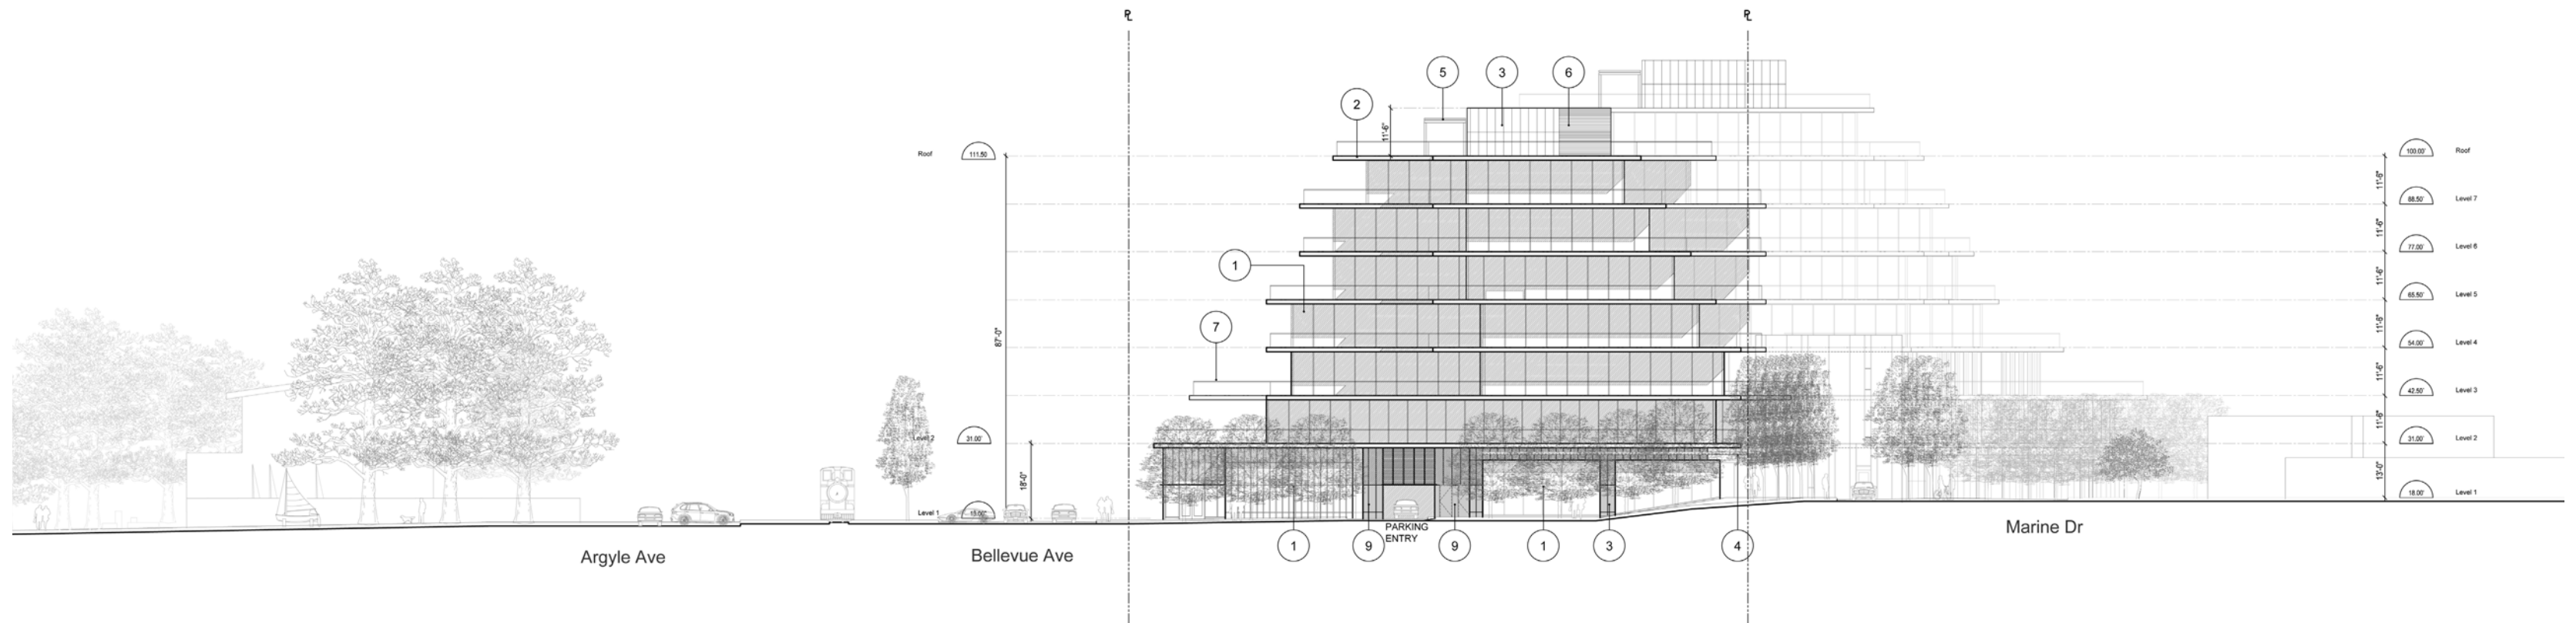 ℄
℄
5
3
6
2
11'-6"
Roof
111.50
100.00'
Roof
11'-6"
88.50'
Level 7
11'-6"
77.00'
Level 6
1
11'-6"
65.50'
Level 5
7
87'-0"
11'-6"
54.00'
Level 4
11'-6"
42.50'
Level 3
11'-6"
Level 2
31.00'
31.00'
Level 2
18'-0"
13'-0"
Level 1
18.00'
Level 1
PARKING
ENTRY
1
9
9
1
3
4
Argyle Ave
Bellevue Ave
Marine Dr